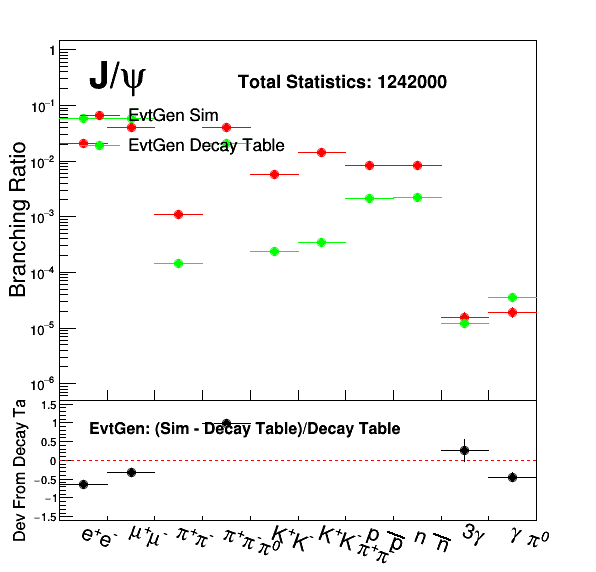 J/ψ
Total Statistics: 1242000
EvtGen Sim
EvtGen Decay Table
Branching Ratio
1
10⁻¹
10⁻²
10⁻³
10⁻⁴
10⁻⁵
10⁻⁶
EvtGen: (Sim - Decay Table)/Decay Table
Dev From Decay Ta
1.5
1
0.5
0
−0.5
−1
−1.5
e⁺e⁻ μ⁺μ⁻ π⁺π⁻ π⁺π⁻π⁰ K⁺K⁻ K⁺K⁻π⁺π⁻ p p̅ n n̅ 3γ γ π⁰